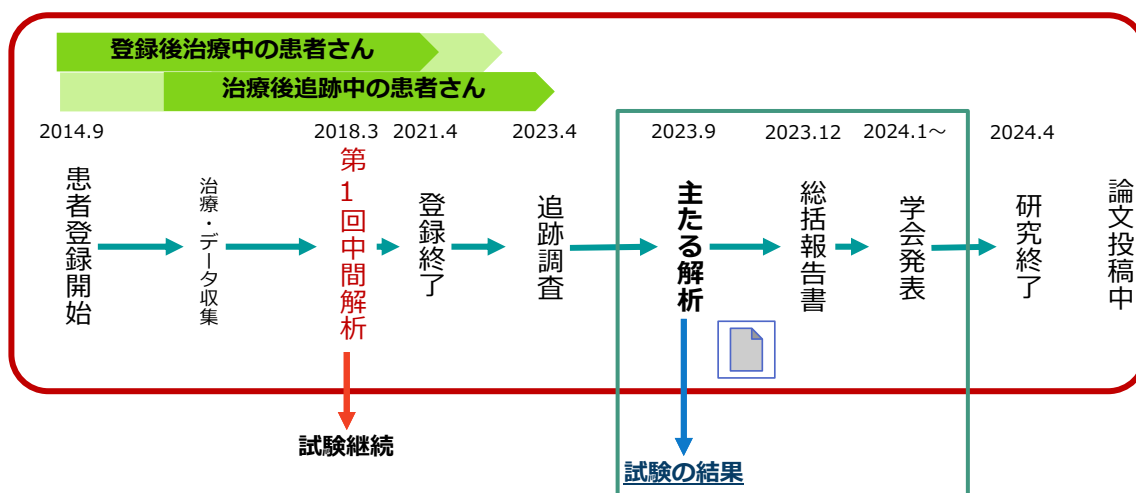 登録後治療中の患者さん
治療後追跡中の患者さん
2014.9
2018.3
2021.4
2023.4
2023.9
2023.12
2024.1～
2024.4
患者登録開始
治療・データ収集
第1回中間解析
登録終了
追跡調査
主たる解析
総括報告書
学会発表
研究終了
論文投稿中
試験継続
試験の結果